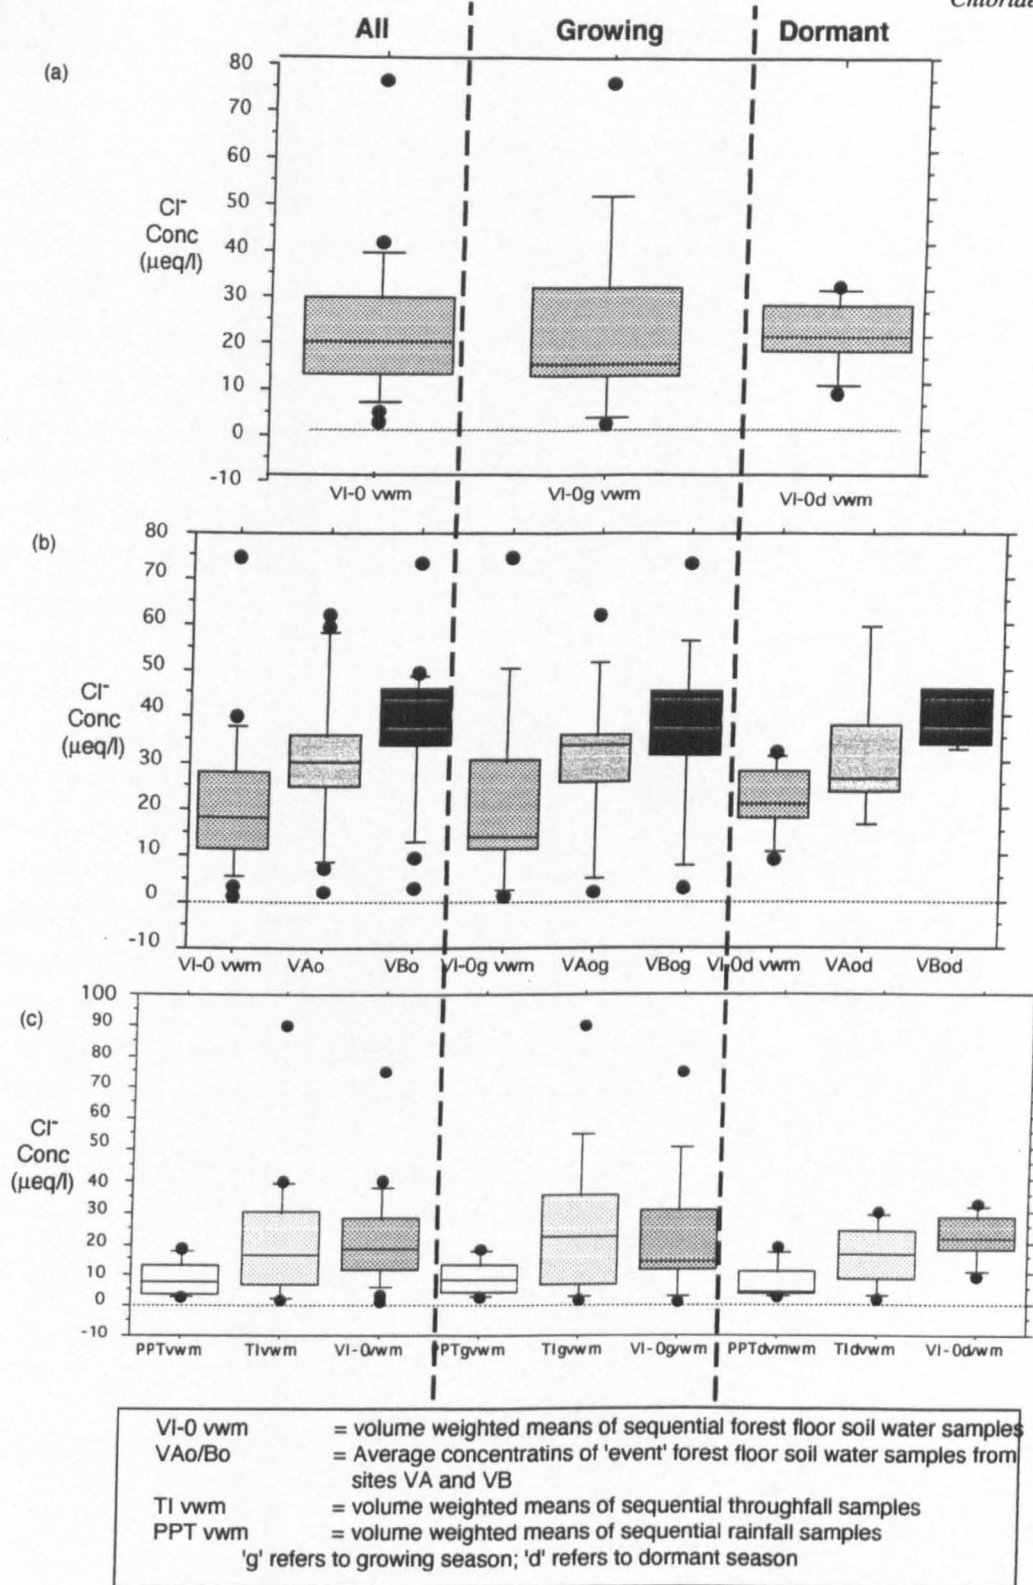 Chloride
All Growing Dormant
(a)
80
70
60
50
40
30
20
10
0
-10
Cl-
Conc
(µeq/l)
VI-0 vwm VI-0g vwm VI-0d vwm
(b)
80
70
60
50
40
30
20
10
0
-10
Cl-
Conc
(µeq/l)
VI-0 vwm VAo VBo VI-0g vwm VAog VBog VI-0d vwm VAod VBod
(c)
100
90
80
70
60
50
40
30
20
10
0
-10
Cl-
Conc
(µeq/l)
PPTvwm TIvwm VI-0vwm PPTgvwm TIgvwm VI-0gvwm PPTdvmwm TIdvwm VI-0dvwm
VI-0 vwm = volume weighted means of sequential forest floor soil water samples
VAo/Bo = Average concentratins of 'event' forest floor soil water samples from
sites VA and VB
TI vwm = volume weighted means of sequential throughfall samples
PPT vwm = volume weighted means of sequential rainfall samples
'g' refers to growing season; 'd' refers to dormant season